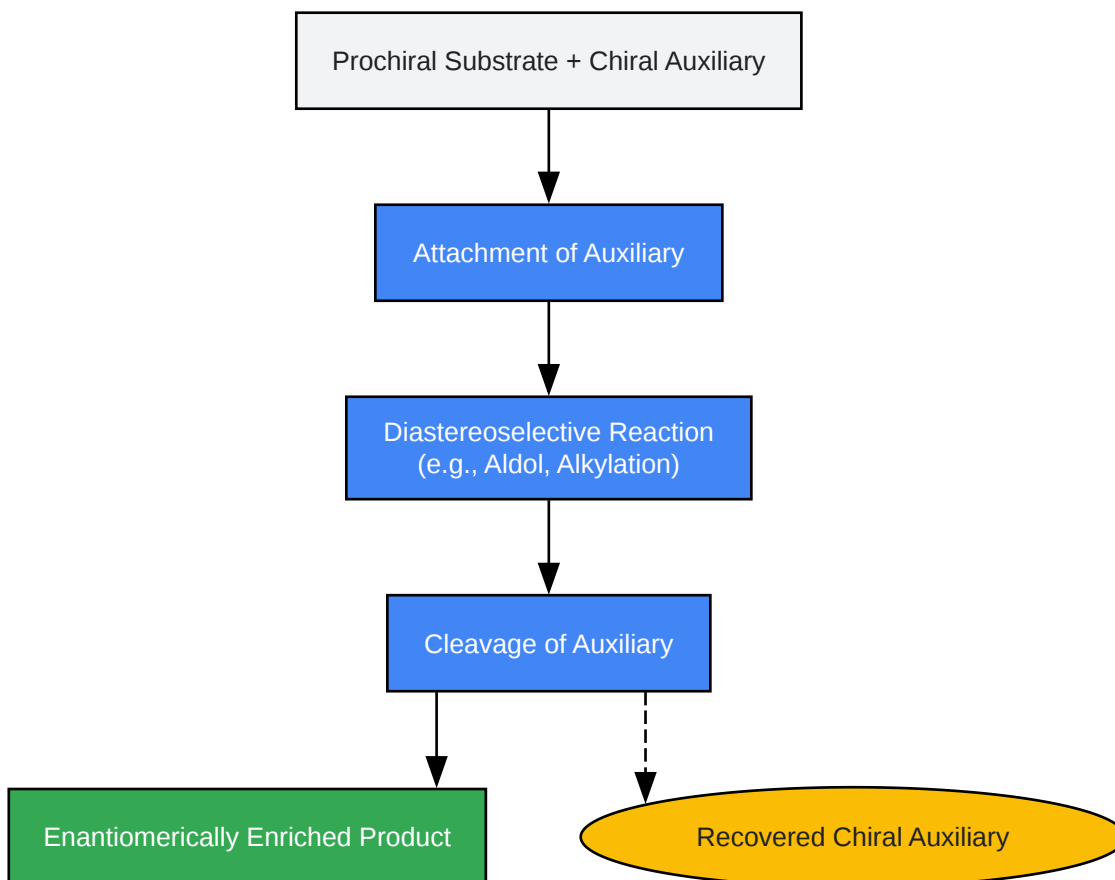 Prochiral Substrate + Chiral Auxiliary
Attachment of Auxiliary
Diastereoselective Reaction
(e.g., Aldol, Alkylation)
Cleavage of Auxiliary
Enantiomerically Enriched Product
Recovered Chiral Auxiliary